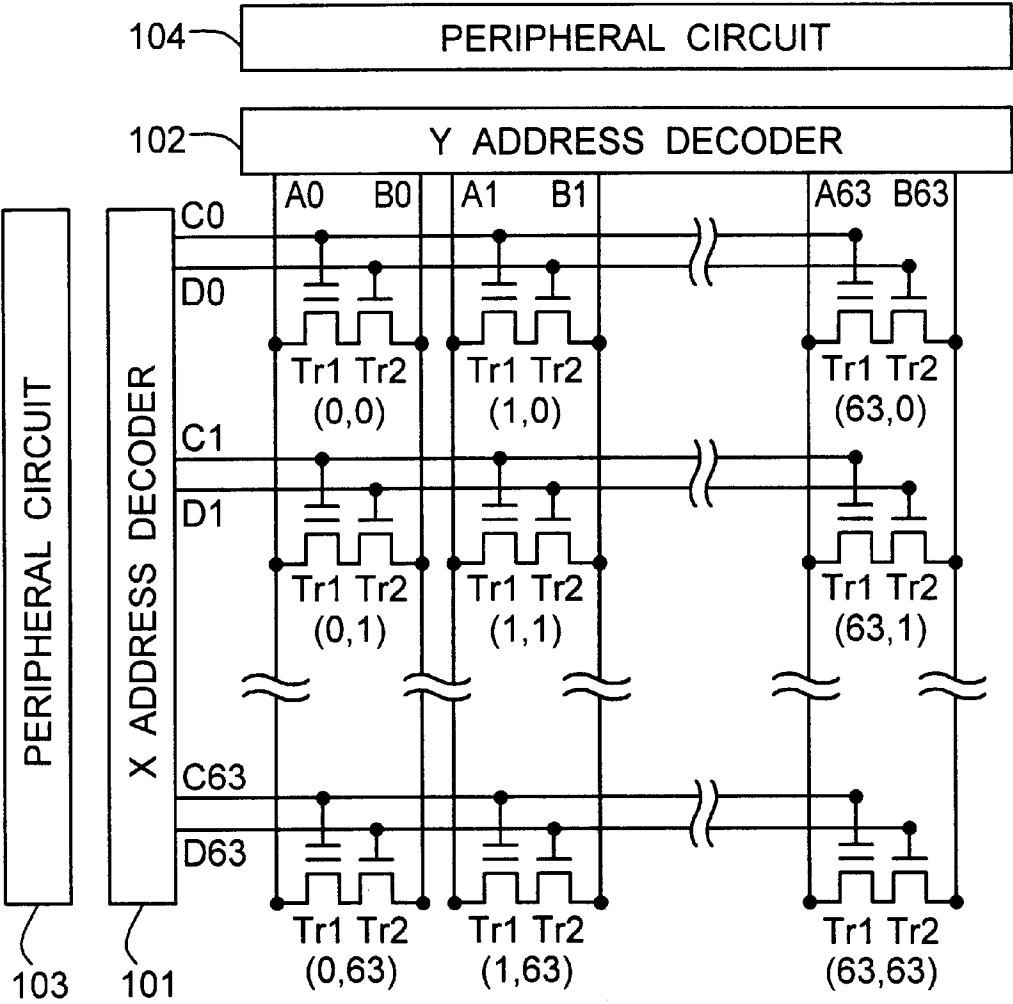 104
PERIPHERAL CIRCUIT
102
Y ADDRESS DECODER
A0 B0 A1 B1 A63 B63
C0
D0
Tr1 Tr2 Tr1 Tr2 Tr1 Tr2
(0,0) (1,0) (63,0)
C1
D1
Tr1 Tr2 Tr1 Tr2 Tr1 Tr2
(0,1) (1,1) (63,1)
C63
D63
Tr1 Tr2 Tr1 Tr2 Tr1 Tr2
(0,63) (1,63) (63,63)
PERIPHERAL CIRCUIT
X ADDRESS DECODER
103 101